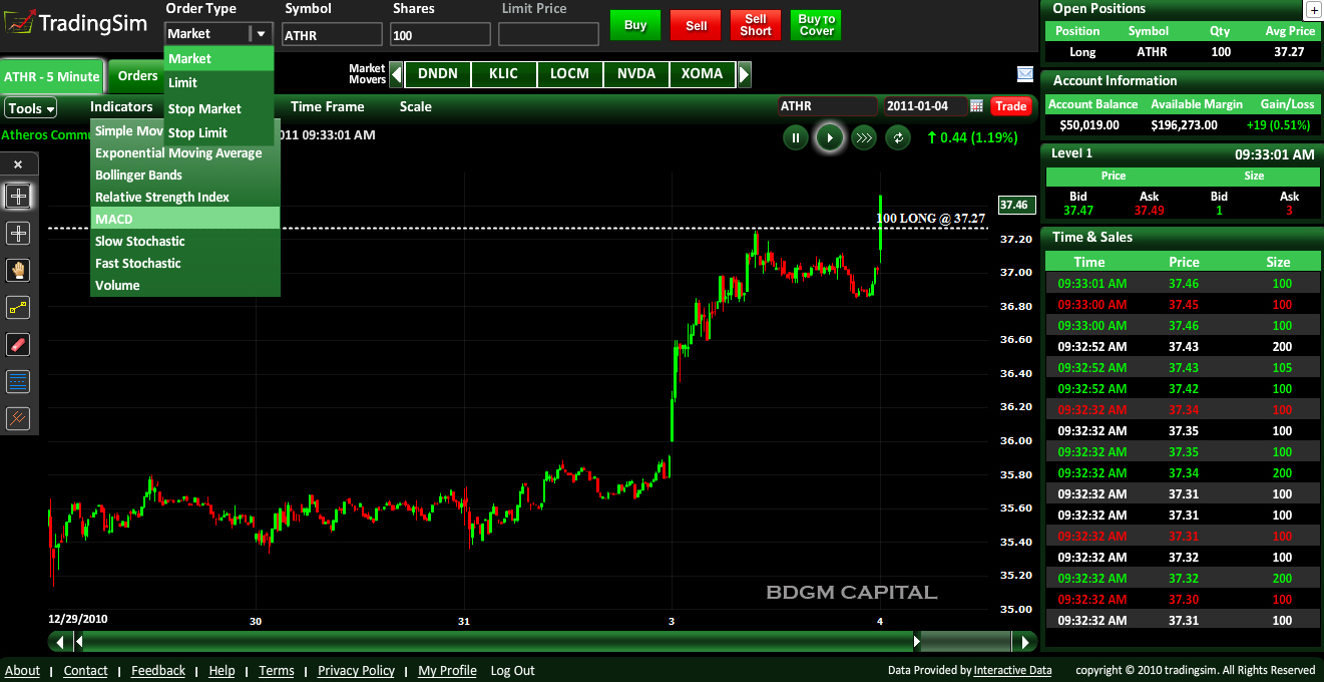 TradingSim
Order Type
Symbol
Shares
Limit Price
Market
ATHR
100
Buy
Sell
Sell Short
Buy to Cover
Market
Limit
Stop Market
Stop Limit
ATHR - 5 Minute
Orders
Market Movers
DNDN
KLIC
LOCM
NVDA
XOMA
Tools
Indicators
Time Frame
Scale
ATHR
2011-01-04
Trade
Atheros Commu
011 09:33:01 AM
0.44 (1.19%)
Simple Mov
Exponential Moving Average
Bollinger Bands
Relative Strength Index
MACD
Slow Stochastic
Fast Stochastic
Volume
100 LONG @ 37.27
37.46
37.20
37.00
36.80
36.60
36.40
36.20
36.00
35.80
35.60
35.40
35.20
35.00
BDGM CAPITAL
12/29/2010 30 31 3 4
Open Positions
Position Symbol Qty Avg Price
Long ATHR 100 37.27
Account Information
Account Balance Available Margin Gain/Loss
$50,019.00 $196,273.00 +19 (0.51%)
Level 1 09:33:01 AM
Price Size
Bid Ask Bid Ask
37.47 37.49 1 3
Time & Sales
Time Price Size
09:33:01 AM 37.46 100
09:33:00 AM 37.45 100
09:33:00 AM 37.46 100
09:32:52 AM 37.43 200
09:32:52 AM 37.43 105
09:32:52 AM 37.42 100
09:32:32 AM 37.34 100
09:32:32 AM 37.35 100
09:32:32 AM 37.35 100
09:32:32 AM 37.34 200
09:32:32 AM 37.31 100
09:32:32 AM 37.31 100
09:32:32 AM 37.31 100
09:32:32 AM 37.32 100
09:32:32 AM 37.32 200
09:32:32 AM 37.30 100
09:32:32 AM 37.31 100
About | Contact | Feedback | Help | Terms | Privacy Policy | My Profile Log Out
Data Provided by Interactive Data
copyright © 2010 tradingsim. All Rights Reserved